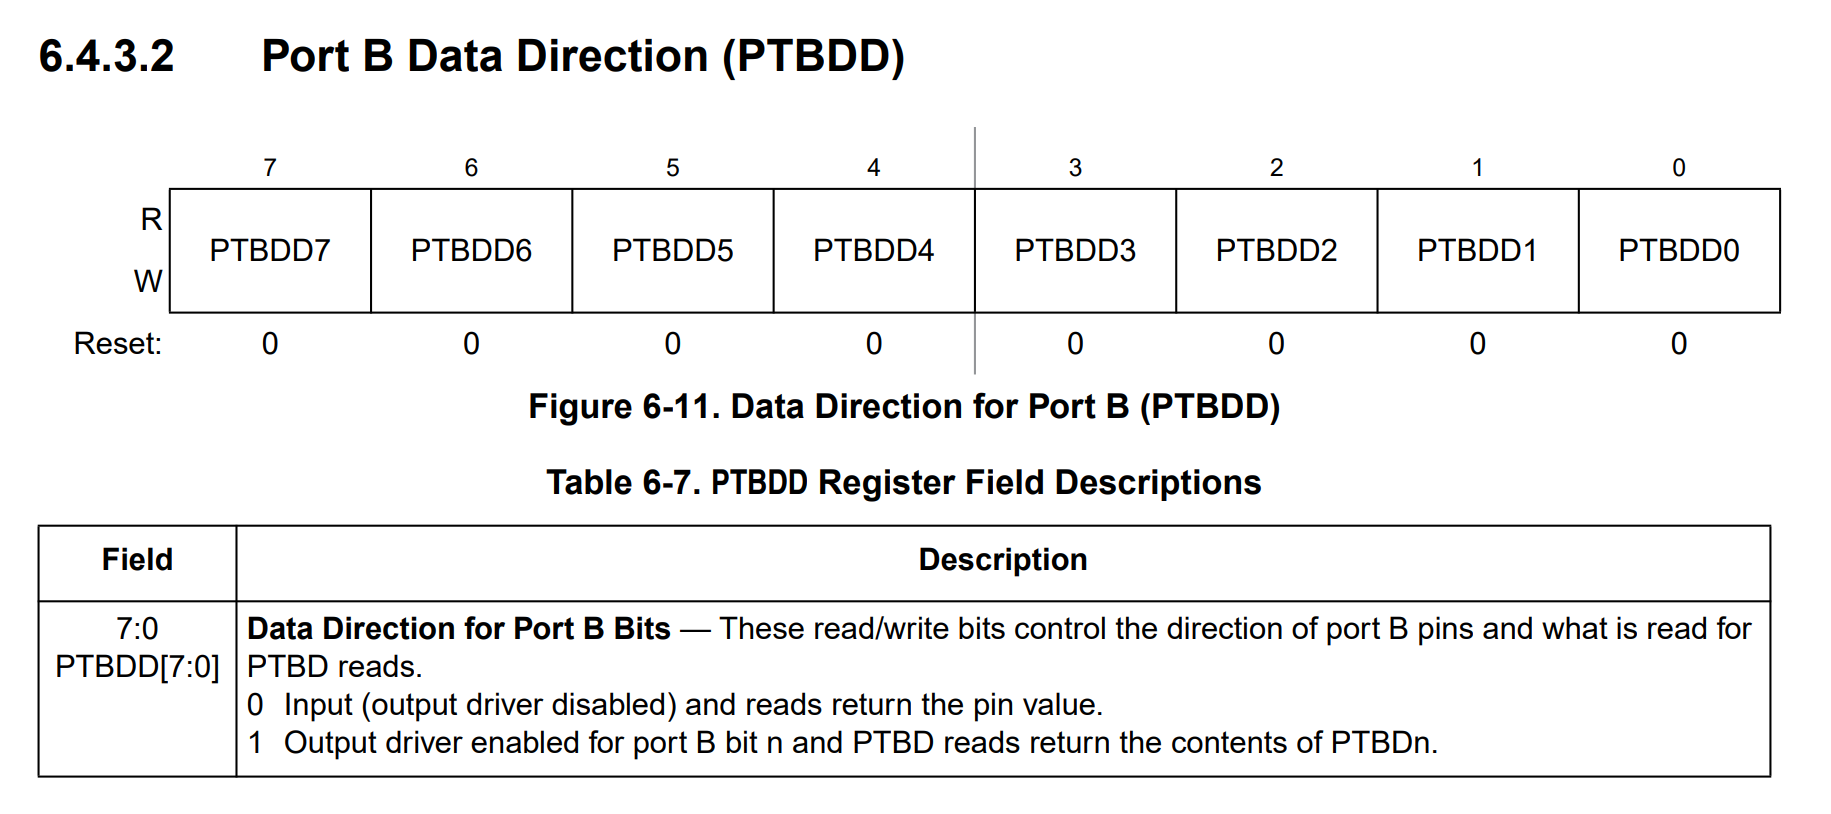 6.4.3.2 Port B Data Direction (PTBDD)
7 6 5 4 3 2 1 0
R
PTBDD7 PTBDD6 PTBDD5 PTBDD4 PTBDD3 PTBDD2 PTBDD1 PTBDD0
W
Reset: 0 0 0 0 0 0 0 0
Figure 6-11. Data Direction for Port B (PTBDD)
Table 6-7. PTBDD Register Field Descriptions
Field Description
7:0 Data Direction for Port B Bits — These read/write bits control the direction of port B pins and what is read for
PTBDD[7:0] PTBD reads.
0 Input (output driver disabled) and reads return the pin value.
1 Output driver enabled for port B bit n and PTBD reads return the contents of PTBDn.